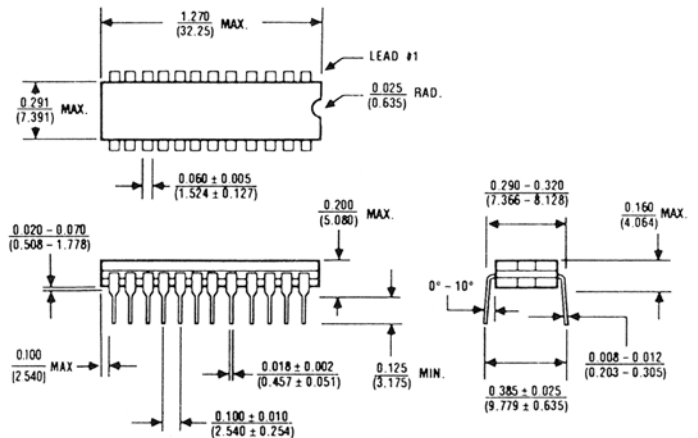 1.270
(32.25) MAX.
LEAD #1
0.291
(7.391) MAX.
0.025
(0.635) RAD.
0.060 ± 0.005
(1.524 ± 0.127)
0.020 – 0.070
(0.508 – 1.778)
0.200
(5.080) MAX.
0.290 – 0.320
(7.366 – 8.128)
0.160
(4.064) MAX.
0° – 10°
0.100
(2.540) MAX
0.018 ± 0.002
(0.457 ± 0.051)
0.125
(3.175) MIN.
0.008 – 0.012
(0.203 – 0.305)
0.100 ± 0.010
(2.540 ± 0.254)
0.385 ± 0.025
(9.779 ± 0.635)